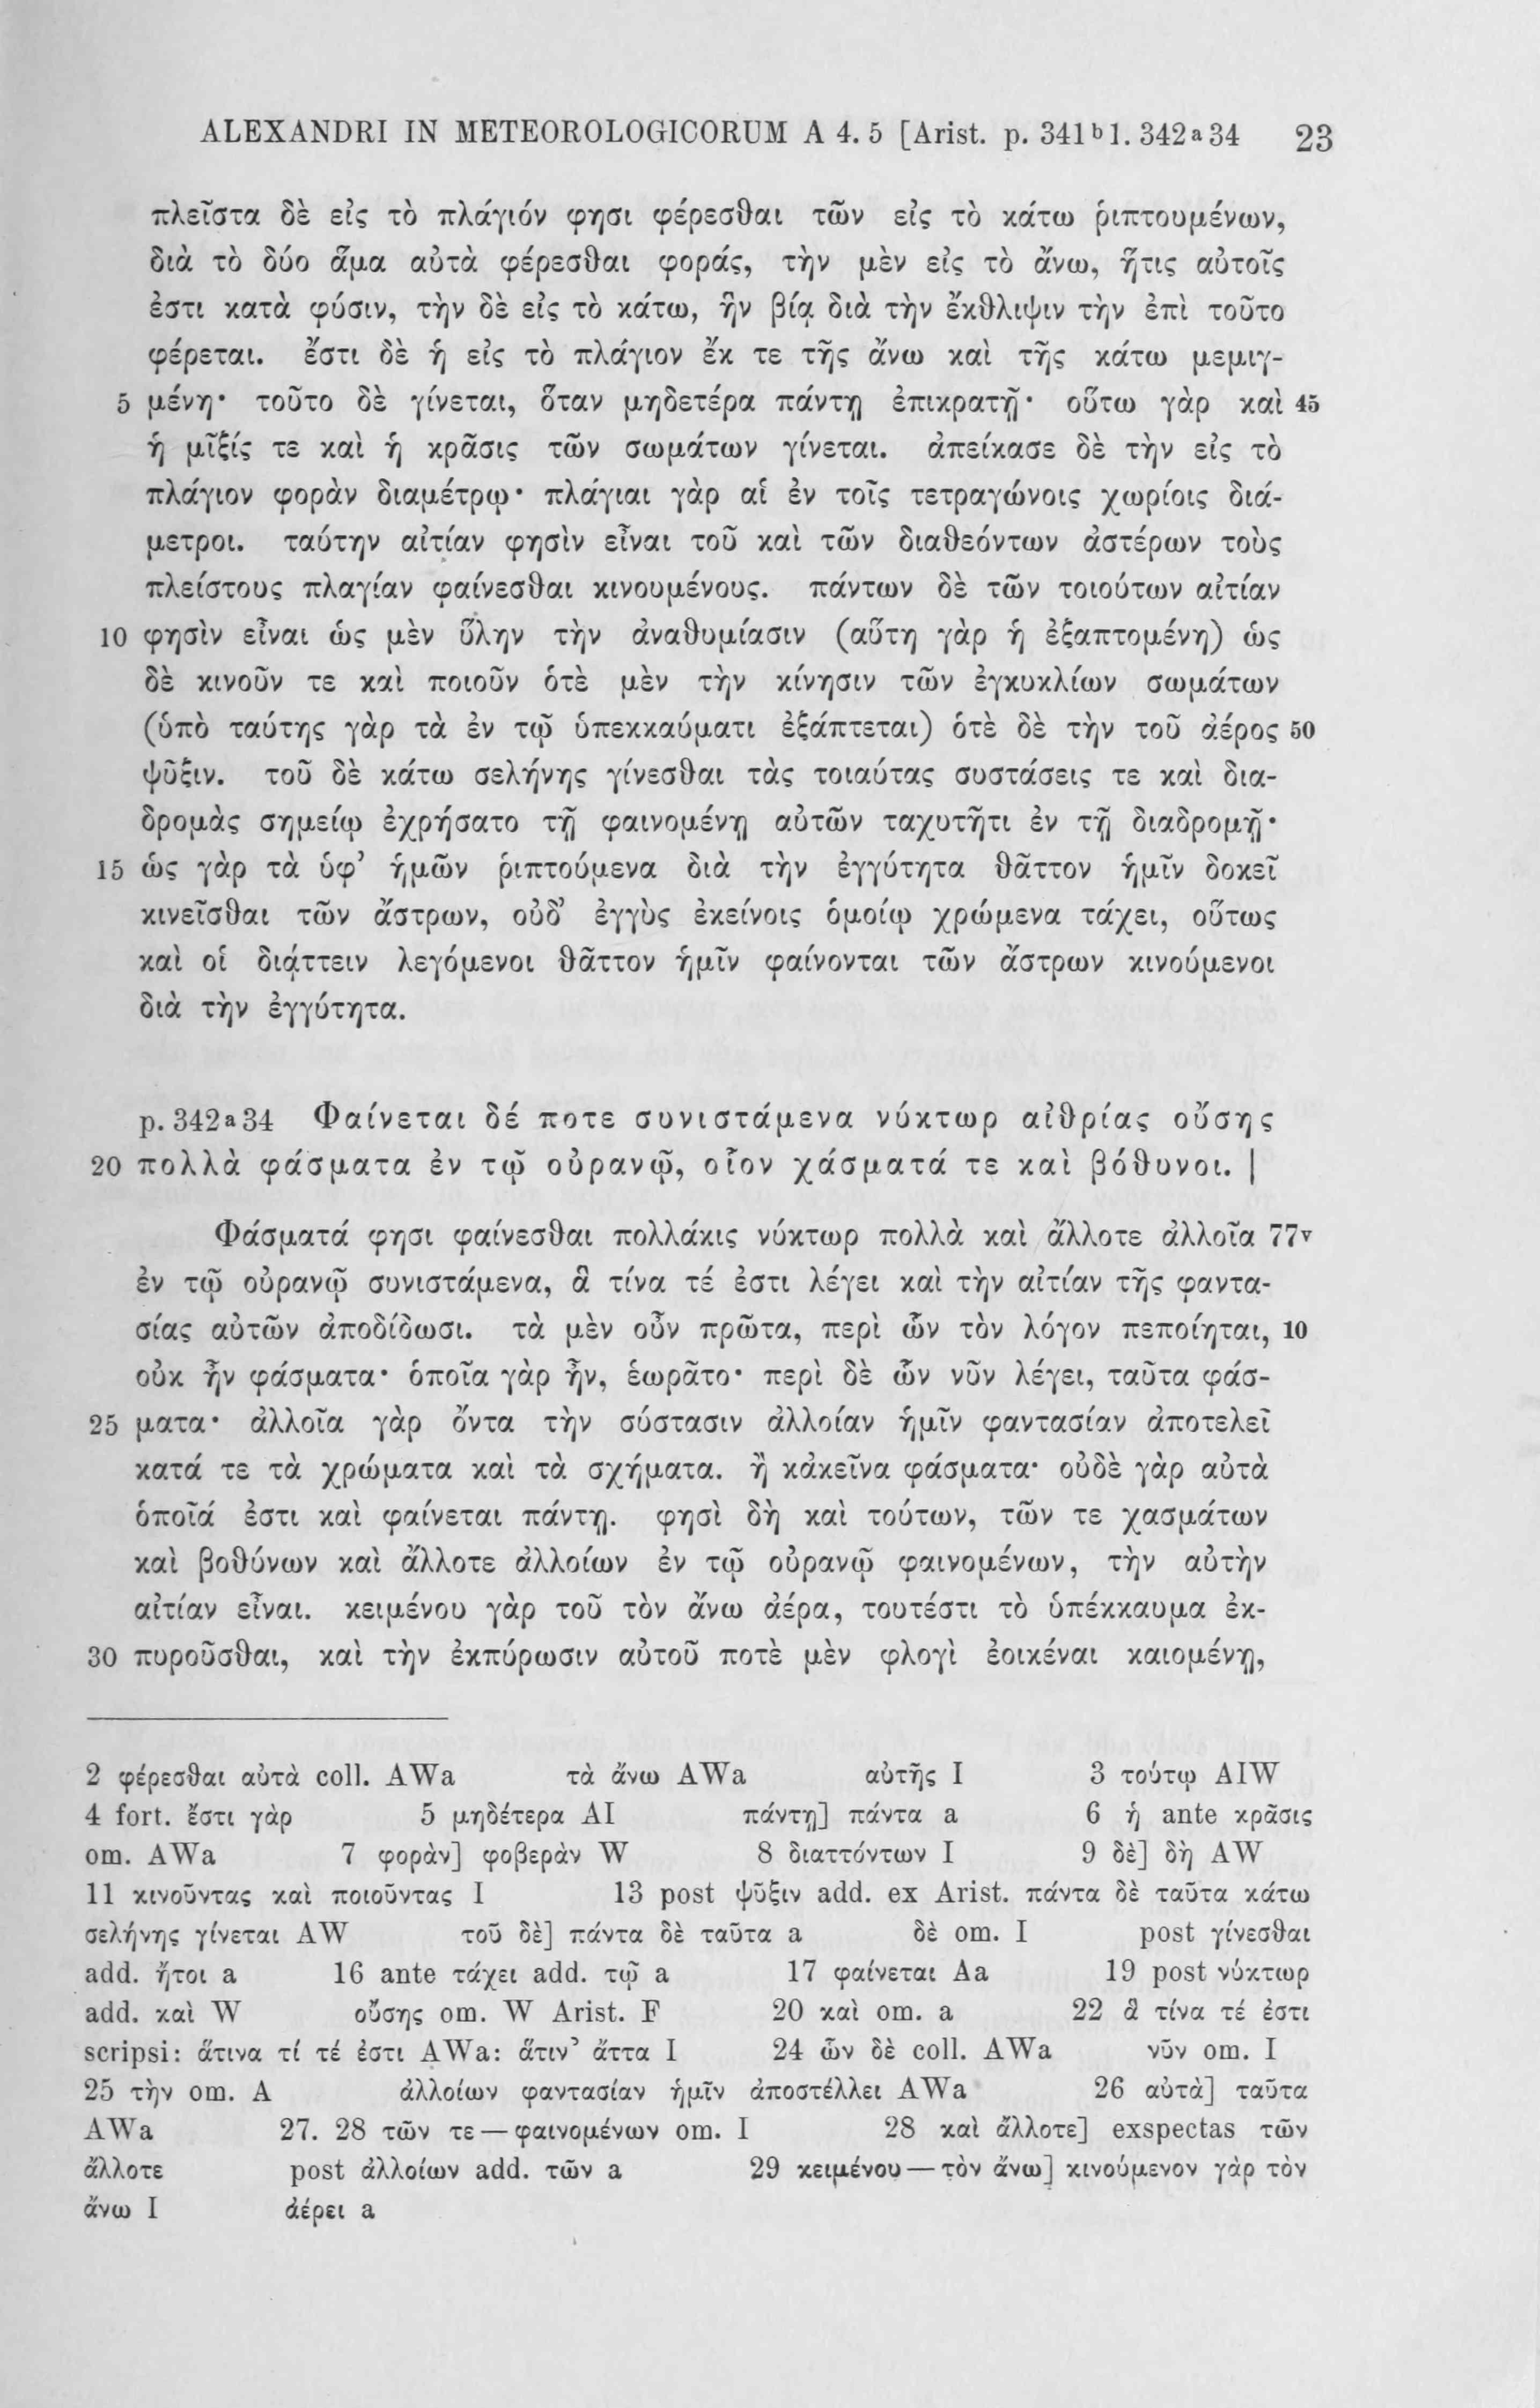 ALEXANDRI IN METEOROLOGICORUM A 4. 5 [Arist. p. 341ᵇ1. 342ᵃ34 23
πλεῖστα δὲ εἰς τὸ πλάγιόν φησι φέρεσθαι τῶν εἰς τὸ κάτω ῥιπτουμένων,
διὰ τὸ δύο ἅμα αὐτὰ φέρεσθαι φοράς, τὴν μὲν εἰς τὸ ἄνω, ἥτις αὐτοῖς
ἐστι κατὰ φύσιν, τὴν δὲ εἰς τὸ κάτω, ἣν βίᾳ διὰ τὴν ἔκθλιψιν τὴν ἐπὶ τοῦτο
φέρεται. ἔστι δὲ ἡ εἰς τὸ πλάγιον ἔκ τε τῆς ἄνω καὶ τῆς κάτω μεμιγ-
5 μένη· τοῦτο δὲ γίνεται, ὅταν μηδετέρα πάντῃ ἐπικρατῇ· οὕτω γὰρ καὶ 45
ἡ μῖξίς τε καὶ ἡ κρᾶσις τῶν σωμάτων γίνεται. ἀπείκασε δὲ τὴν εἰς τὸ
πλάγιον φορὰν διαμέτρῳ· πλάγιαι γὰρ αἱ ἐν τοῖς τετραγώνοις χωρίοις διά-
μετροι. ταύτην αἰτίαν φησὶν εἶναι τοῦ καὶ τῶν διαθεόντων ἀστέρων τοὺς
πλείστους πλαγίαν φαίνεσθαι κινουμένους. πάντων δὲ τῶν τοιούτων αἰτίαν
10 φησὶν εἶναι ὡς μὲν ὕλην τὴν ἀναθυμίασιν (αὕτη γὰρ ἡ ἐξαπτομένη) ὡς
δὲ κινοῦν τε καὶ ποιοῦν ὁτὲ μὲν τὴν κίνησιν τῶν ἐγκυκλίων σωμάτων
(ὑπὸ ταύτης γὰρ τὰ ἐν τῷ ὑπεκκαύματι ἐξάπτεται) ὁτὲ δὲ τὴν τοῦ ἀέρος 50
ψῦξιν. τοῦ δὲ κάτω σελήνης γίνεσθαι τὰς τοιαύτας συστάσεις τε καὶ δια-
δρομὰς σημείῳ ἐχρήσατο τῇ φαινομένῃ αὐτῶν ταχυτῆτι ἐν τῇ διαδρομῇ·
15 ὡς γὰρ τὰ ὑφ’ ἡμῶν ῥιπτούμενα διὰ τὴν ἐγγύτητα θᾶττον ἡμῖν δοκεῖ
κινεῖσθαι τῶν ἄστρων, οὐδ’ ἐγγὺς ἐκείνοις ὁμοίῳ χρώμενα τάχει, οὕτως
καὶ οἱ διᾴττειν λεγόμενοι θᾶττον ἡμῖν φαίνονται τῶν ἄστρων κινούμενοι
διὰ τὴν ἐγγύτητα.
p. 342ᵃ34 Φαίνεται δέ ποτε συνιστάμενα νύκτωρ αἰθρίας οὔσης
20 πολλὰ φάσματα ἐν τῷ οὐρανῷ, οἷον χάσματά τε καὶ βόθυνοι. |
Φάσματά φησι φαίνεσθαι πολλάκις νύκτωρ πολλὰ καὶ ἄλλοτε ἀλλοῖα 77ᵛ
ἐν τῷ οὐρανῷ συνιστάμενα, ἃ τίνα τέ ἐστι λέγει καὶ τὴν αἰτίαν τῆς φαντα-
σίας αὐτῶν ἀποδίδωσι. τὰ μὲν οὖν πρῶτα, περὶ ὧν τὸν λόγον πεποίηται, 10
οὐκ ἦν φάσματα· ὁποῖα γὰρ ἦν, ἑωρᾶτο· περὶ δὲ ὧν νῦν λέγει, ταῦτα φάσ-
25 ματα· ἀλλοῖα γὰρ ὄντα τὴν σύστασιν ἀλλοίαν ἡμῖν φαντασίαν ἀποτελεῖ
κατά τε τὰ χρώματα καὶ τὰ σχήματα. ἢ κἀκεῖνα φάσματα· οὐδὲ γὰρ αὐτὰ
ὁποῖά ἐστι καὶ φαίνεται πάντῃ. φησὶ δὴ καὶ τούτων, τῶν τε χασμάτων
καὶ βοθύνων καὶ ἄλλοτε ἀλλοίων ἐν τῷ οὐρανῷ φαινομένων, τὴν αὐτὴν
αἰτίαν εἶναι. κειμένου γὰρ τοῦ τὸν ἄνω ἀέρα, τουτέστι τὸ ὑπέκκαυμα ἐκ-
30 πυροῦσθαι, καὶ τὴν ἐκπύρωσιν αὐτοῦ ποτὲ μὲν φλογὶ ἐοικέναι καιομένῃ,
2 φέρεσθαι αὐτὰ coll. AWa τὰ ἄνω AWa αὐτῆς I 3 τούτῳ AIW
4 fort. ἔστι γὰρ 5 μηδέτερα AI πάντῃ] πάντα a 6 ἡ ante κρᾶσις
om. AWa 7 φορὰν] φοβερὰν W 8 διαττόντων I 9 δὲ] δὴ AW
11 κινοῦντας καὶ ποιοῦντας I 13 post ψῦξιν add. ex Arist. πάντα δὲ ταῦτα κάτω
σελήνης γίνεται AW τοῦ δὲ] πάντα δὲ ταῦτα a δὲ om. I post γίνεσθαι
add. ἤτοι a 16 ante τάχει add. τῷ a 17 φαίνεται Aa 19 post νύκτωρ
add. καὶ W οὔσης om. W Arist. F 20 καὶ om. a 22 ἃ τίνα τέ ἐστι
scripsi: ἅτινα τί τέ ἐστι AWa: ἅτιν’ ἄττα I 24 ὧν δὲ coll. AWa νῦν om. I
25 τὴν om. A ἀλλοίων φαντασίαν ἡμῖν ἀποστέλλει AWa 26 αὐτὰ] ταῦτα
AWa 27. 28 τῶν τε — φαινομένων om. I 28 καὶ ἄλλοτε] exspectas τῶν
ἄλλοτε post ἀλλοίων add. τῶν a 29 κειμένου — τὸν ἄνω] κινούμενον γὰρ τὸν
ἄνω I ἀέρει a